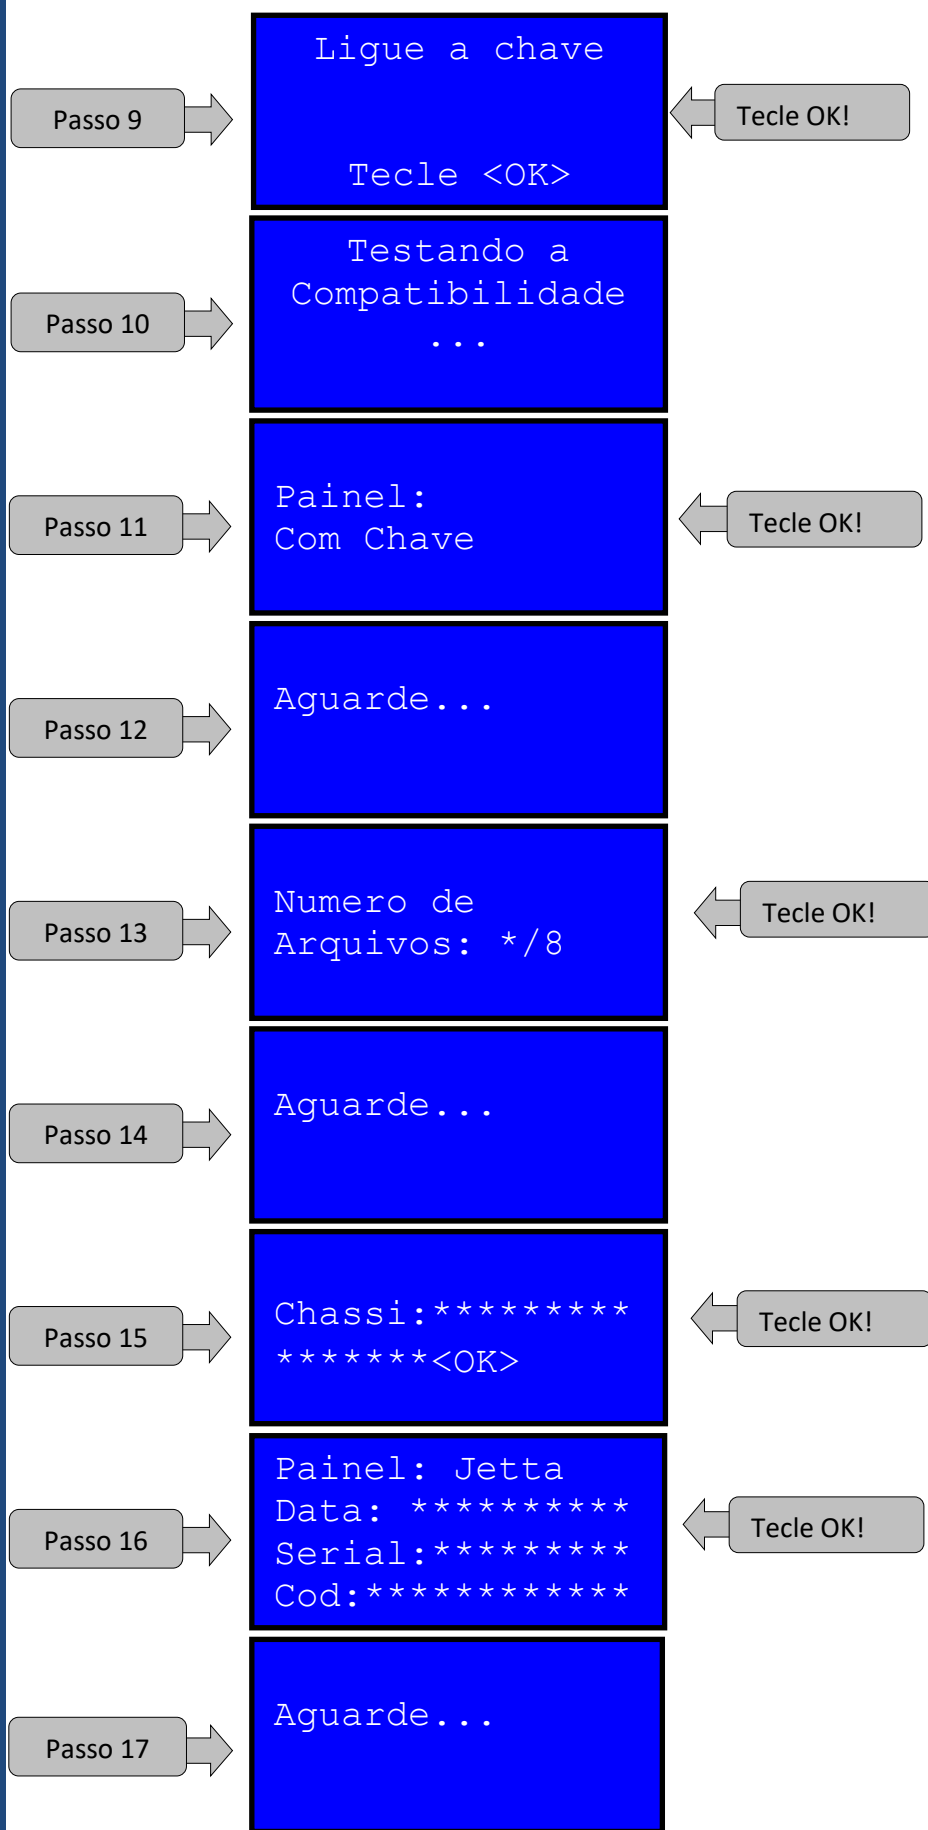 Ligue a chave
Passo 9
Tecle OK!
Tecle <OK>
Testando a
Compatibilidade
Passo 10
...
Painel:
Passo 11
Tecle OK!
Com Chave
Aguarde...
Passo 12
Numero de
Passo 13
Tecle OK!
Arquivos: */8
Aguarde...
Passo 14
Chassi:*********
Passo 15
Tecle OK!
*******<OK>
Painel: Jetta
Data: **********
Passo 16
Tecle OK!
Serial:*********
Cod:************
Aguarde...
Passo 17